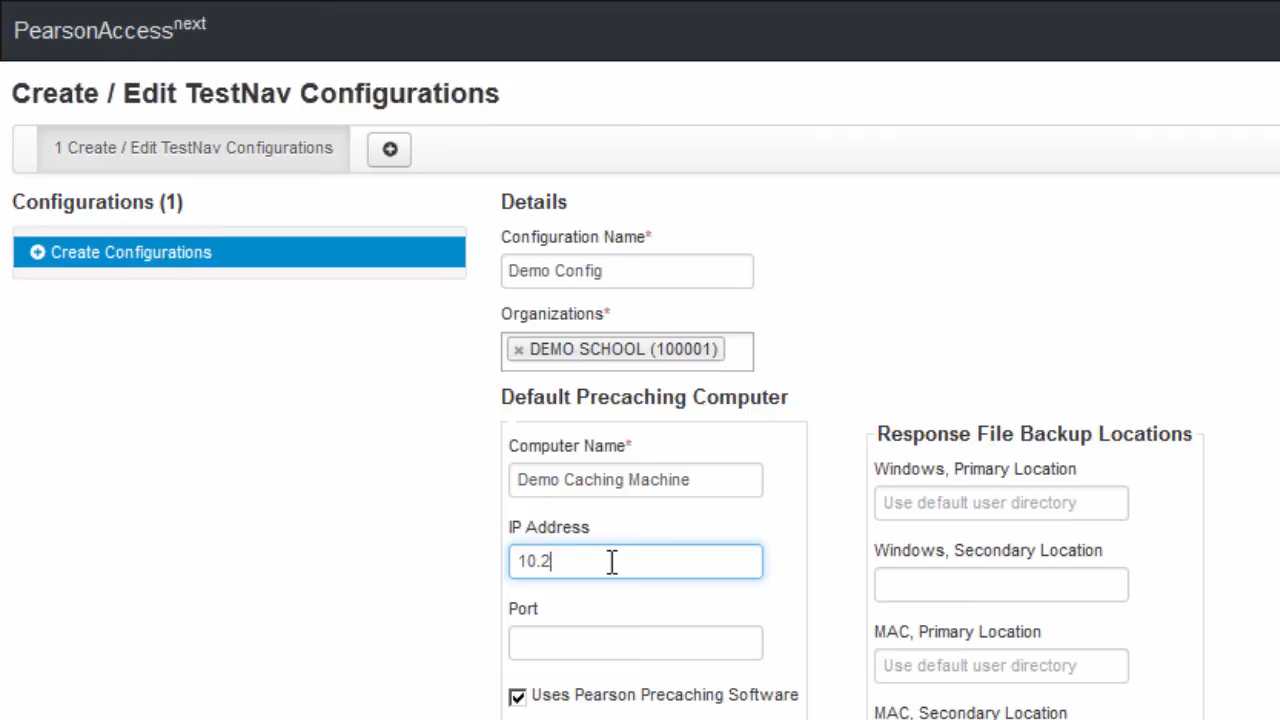 PearsonAccessnext
Create / Edit TestNav Configurations
1 Create / Edit TestNav Configurations
Configurations (1)
Create Configurations
Details
Configuration Name*
Demo Config
Organizations*
× DEMO SCHOOL (100001)
Default Precaching Computer
Computer Name*
Demo Caching Machine
IP Address
10.2
Port
Uses Pearson Precaching Software
Response File Backup Locations
Windows, Primary Location
Use default user directory
Windows, Secondary Location
MAC, Primary Location
Use default user directory
MAC, Secondary Location